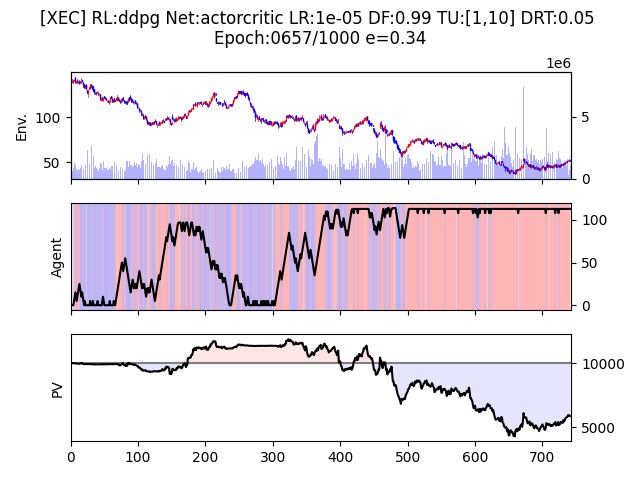 [XEC] RL:ddpg Net:actorcritic LR:1e-05 DF:0.99 TU:[1,10] DRT:0.05
Epoch:0657/1000 e=0.34
1e6
Env.
100
50
5
0
Agent
100
50
0
PV
10000
5000
0 100 200 300 400 500 600 700